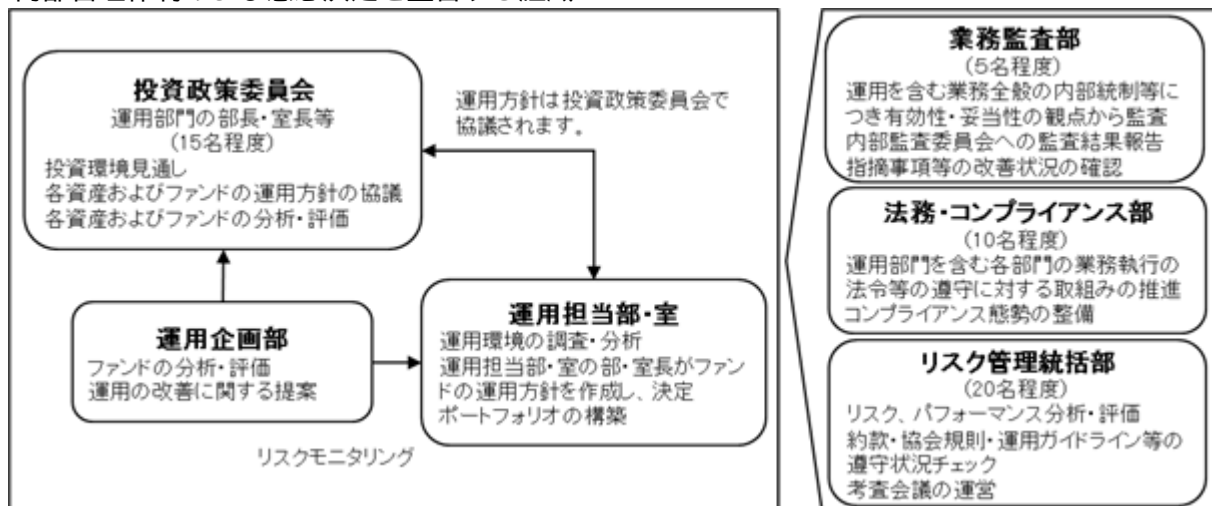 投資政策委員会
運用部門の部長・室長等
(15名程度)
投資環境見通し
各資産およびファンドの運用方針の協議
各資産およびファンドの分析・評価
運用方針は投資政策委員会で
協議されます。
運用企画部
ファンドの分析・評価
運用の改善に関する提案
運用担当部・室
運用環境の調査・分析
運用担当部・室の部・室長がファン
ドの運用方針を作成し、決定
ポートフォリオの構築
リスクモニタリング
業務監査部
(5名程度)
運用を含む業務全般の内部統制等に
つき有効性・妥当性の観点から監査
内部監査委員会への監査結果報告
指摘事項等の改善状況の確認
法務・コンプライアンス部
(10名程度)
運用部門を含む各部門の業務執行の
法令等の遵守に対する取組みの推進
コンプライアンス態勢の整備
リスク管理統括部
(20名程度)
リスク、パフォーマンス分析・評価
約款・協会規則・運用ガイドライン等の
遵守状況チェック
考査会議の運営